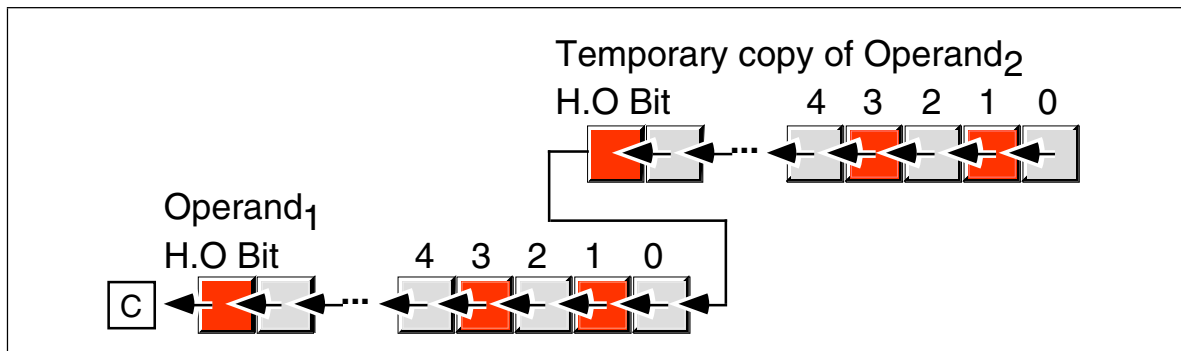 Temporary copy of Operand2
H.O Bit 4 3 2 1 0
...
Operand1
H.O Bit 4 3 2 1 0
C ...